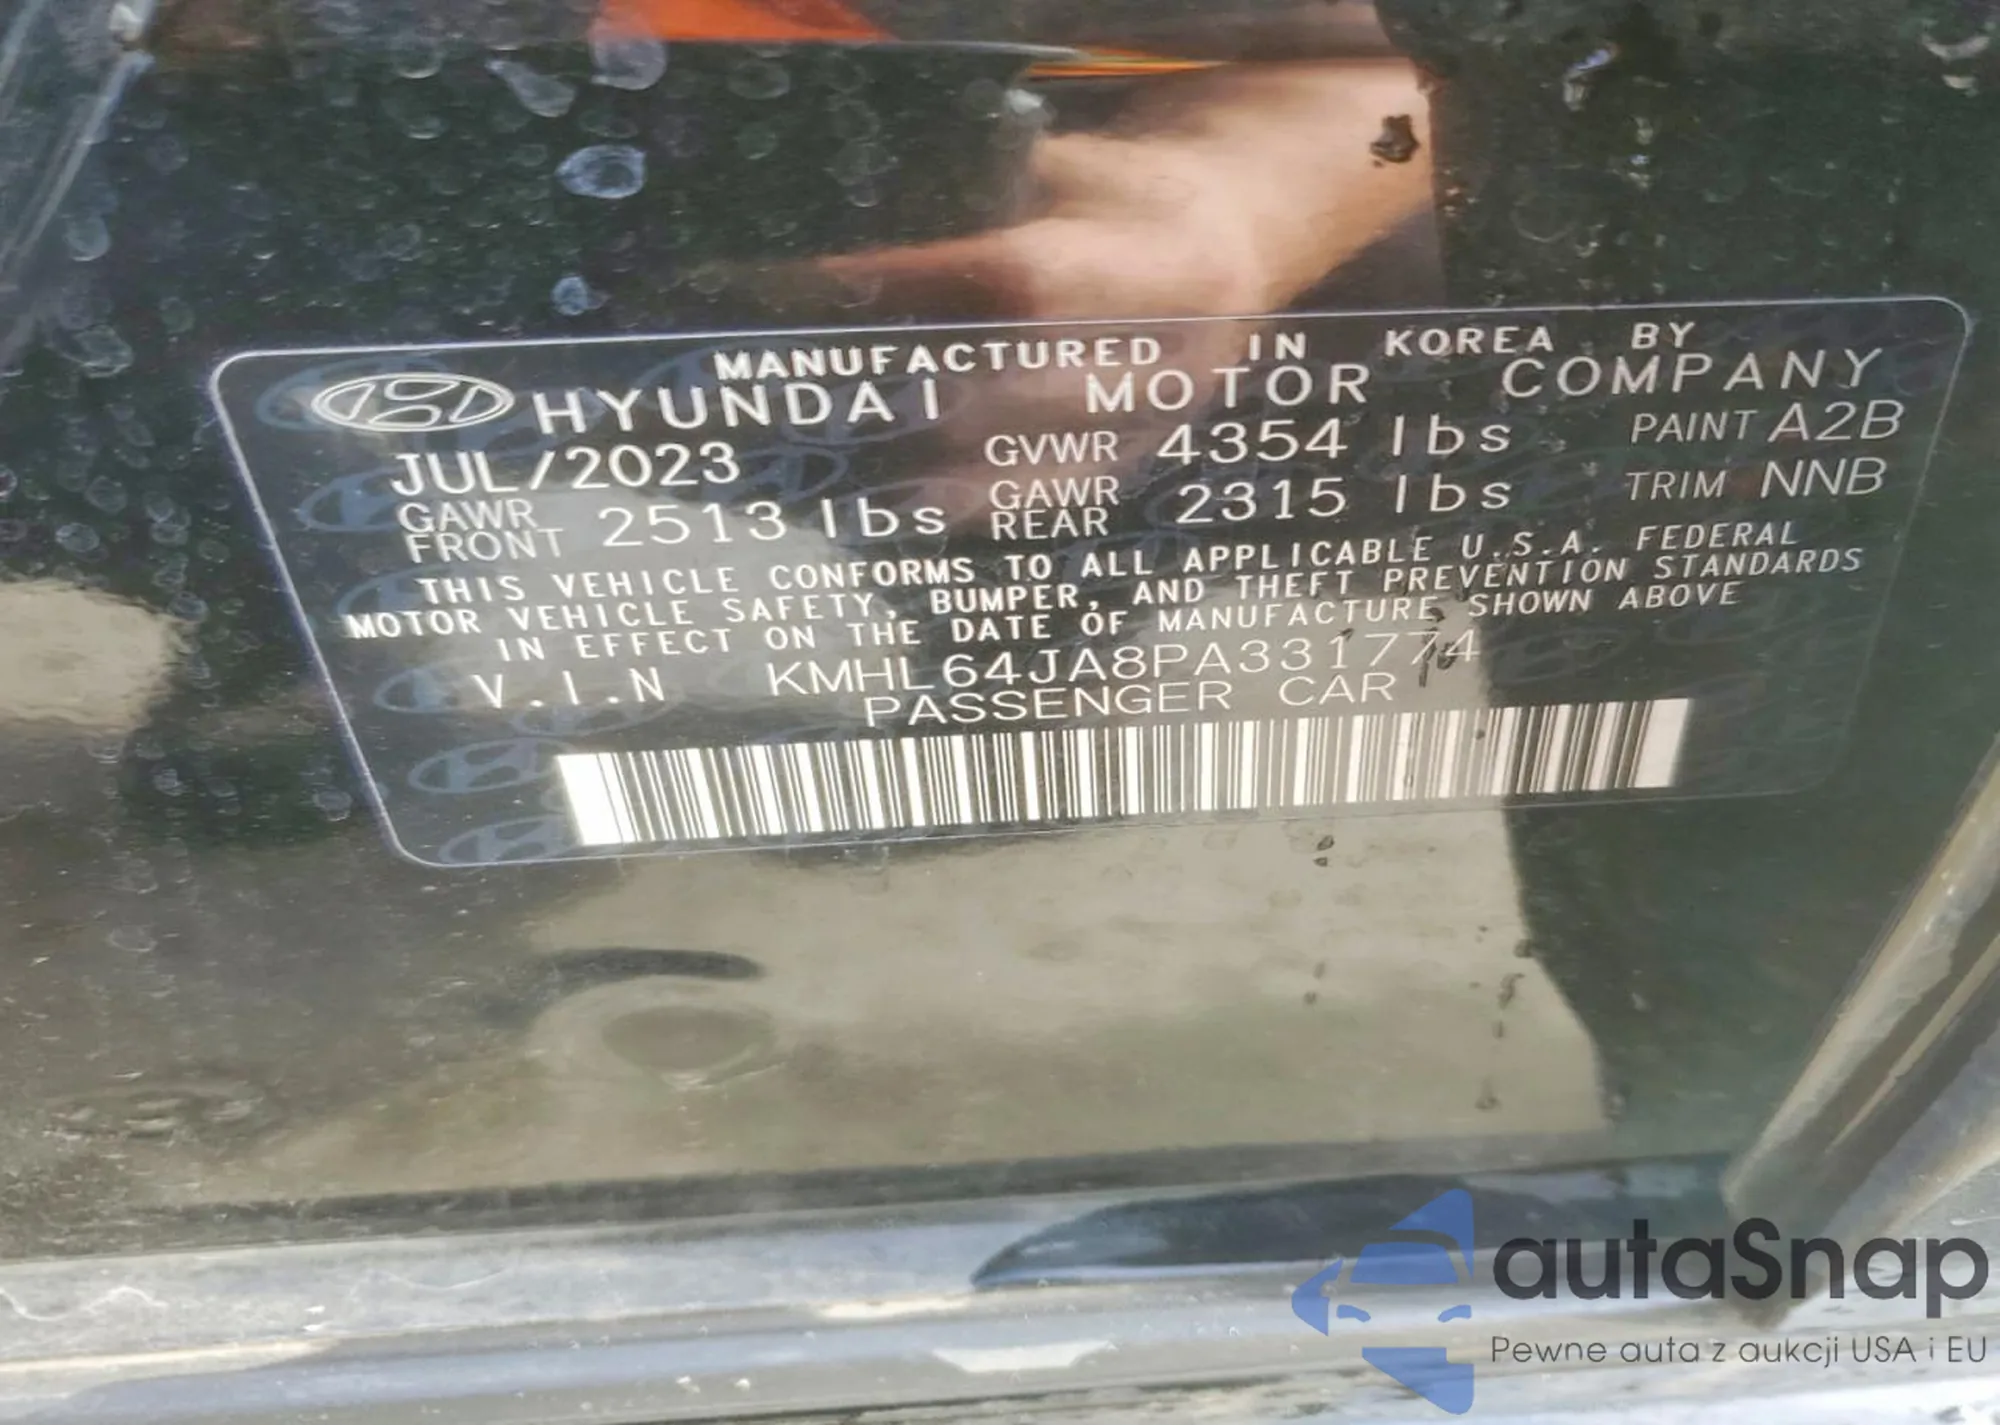 MANUFACTURED IN KOREA BY
HYUNDAI MOTOR COMPANY
JUL/2023 GVWR 4354 lbs PAINT A2B
GAWR FRONT 2513 lbs GAWR REAR 2315 lbs TRIM NNB
THIS VEHICLE CONFORMS TO ALL APPLICABLE U.S.A. FEDERAL
MOTOR VEHICLE SAFETY, BUMPER, AND THEFT PREVENTION STANDARDS
IN EFFECT ON THE DATE OF MANUFACTURE SHOWN ABOVE
V.I.N KMHL64JA8PA331774
PASSENGER CAR
autaSnap
Pewne auta z aukcji USA i EU